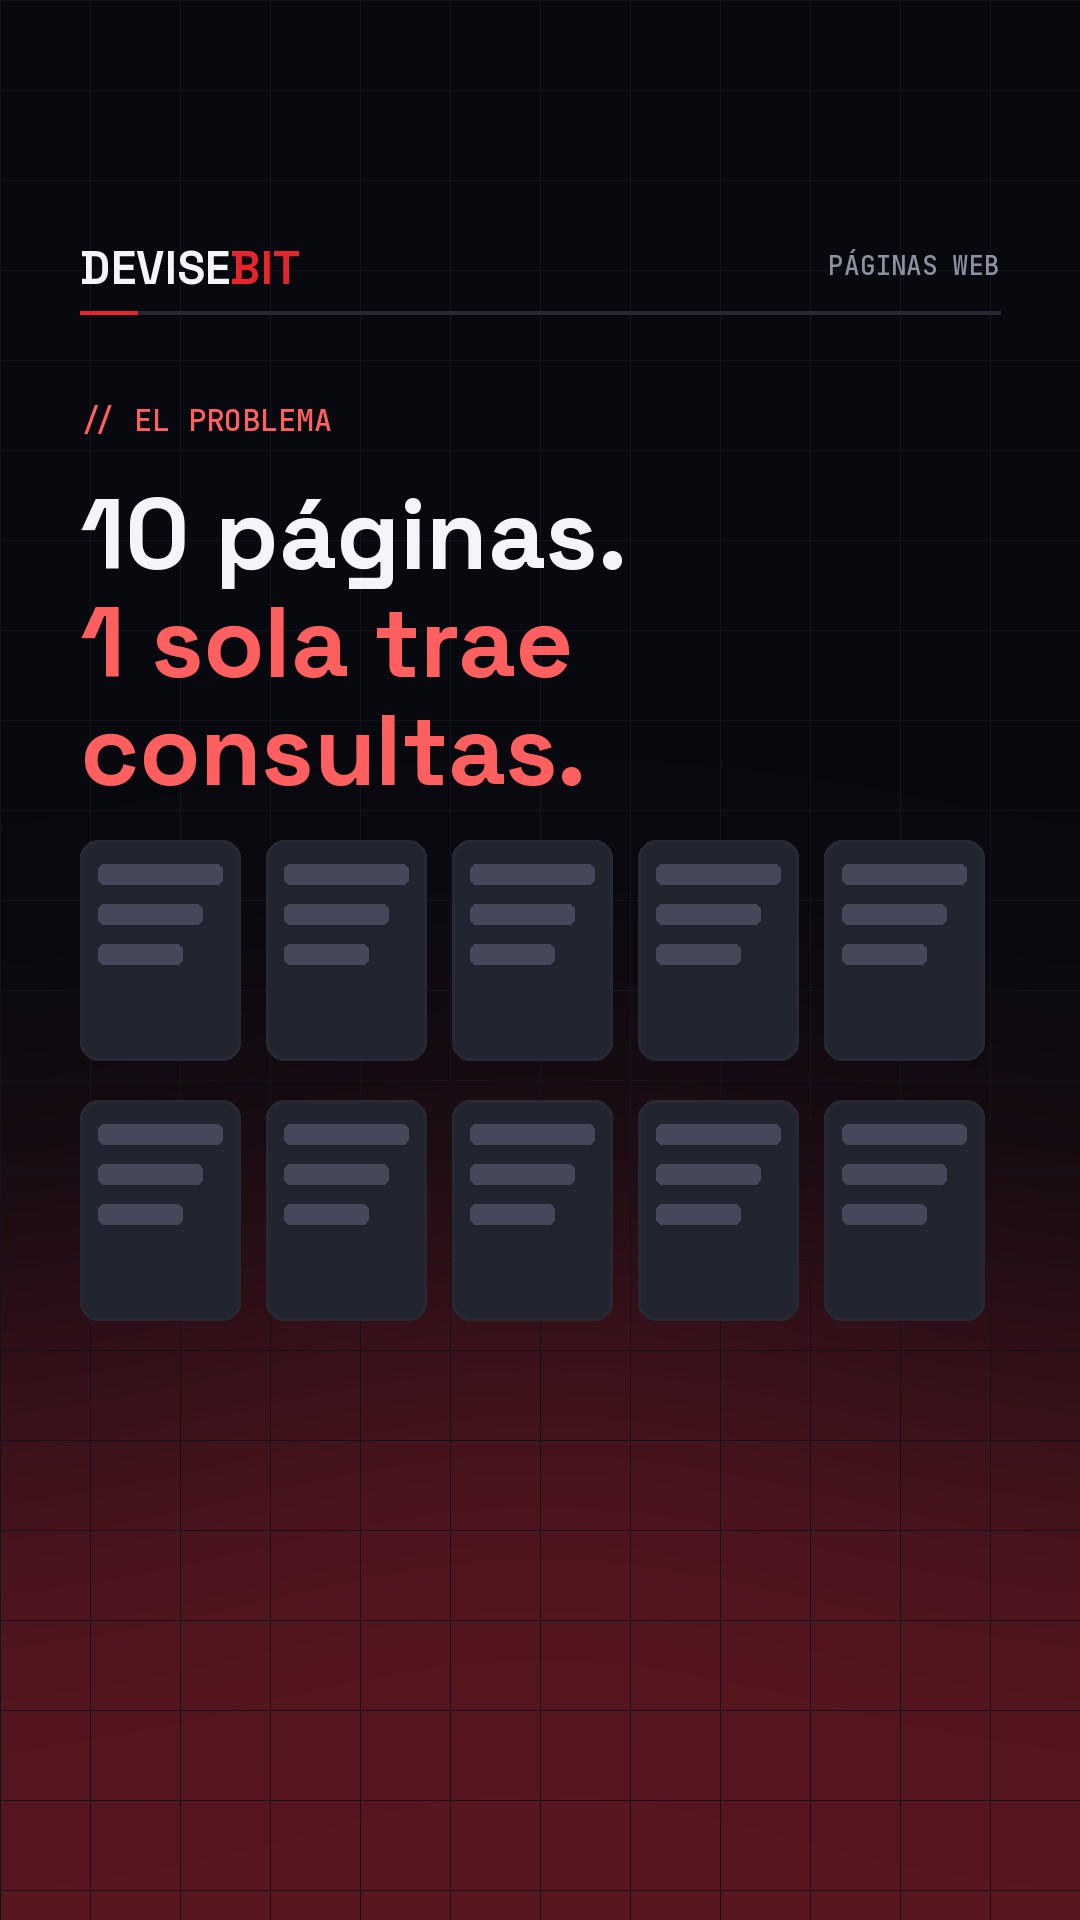 DEVISEBIT
PÁGINAS WEB
// EL PROBLEMA
10 páginas.
1 sola trae
consultas.